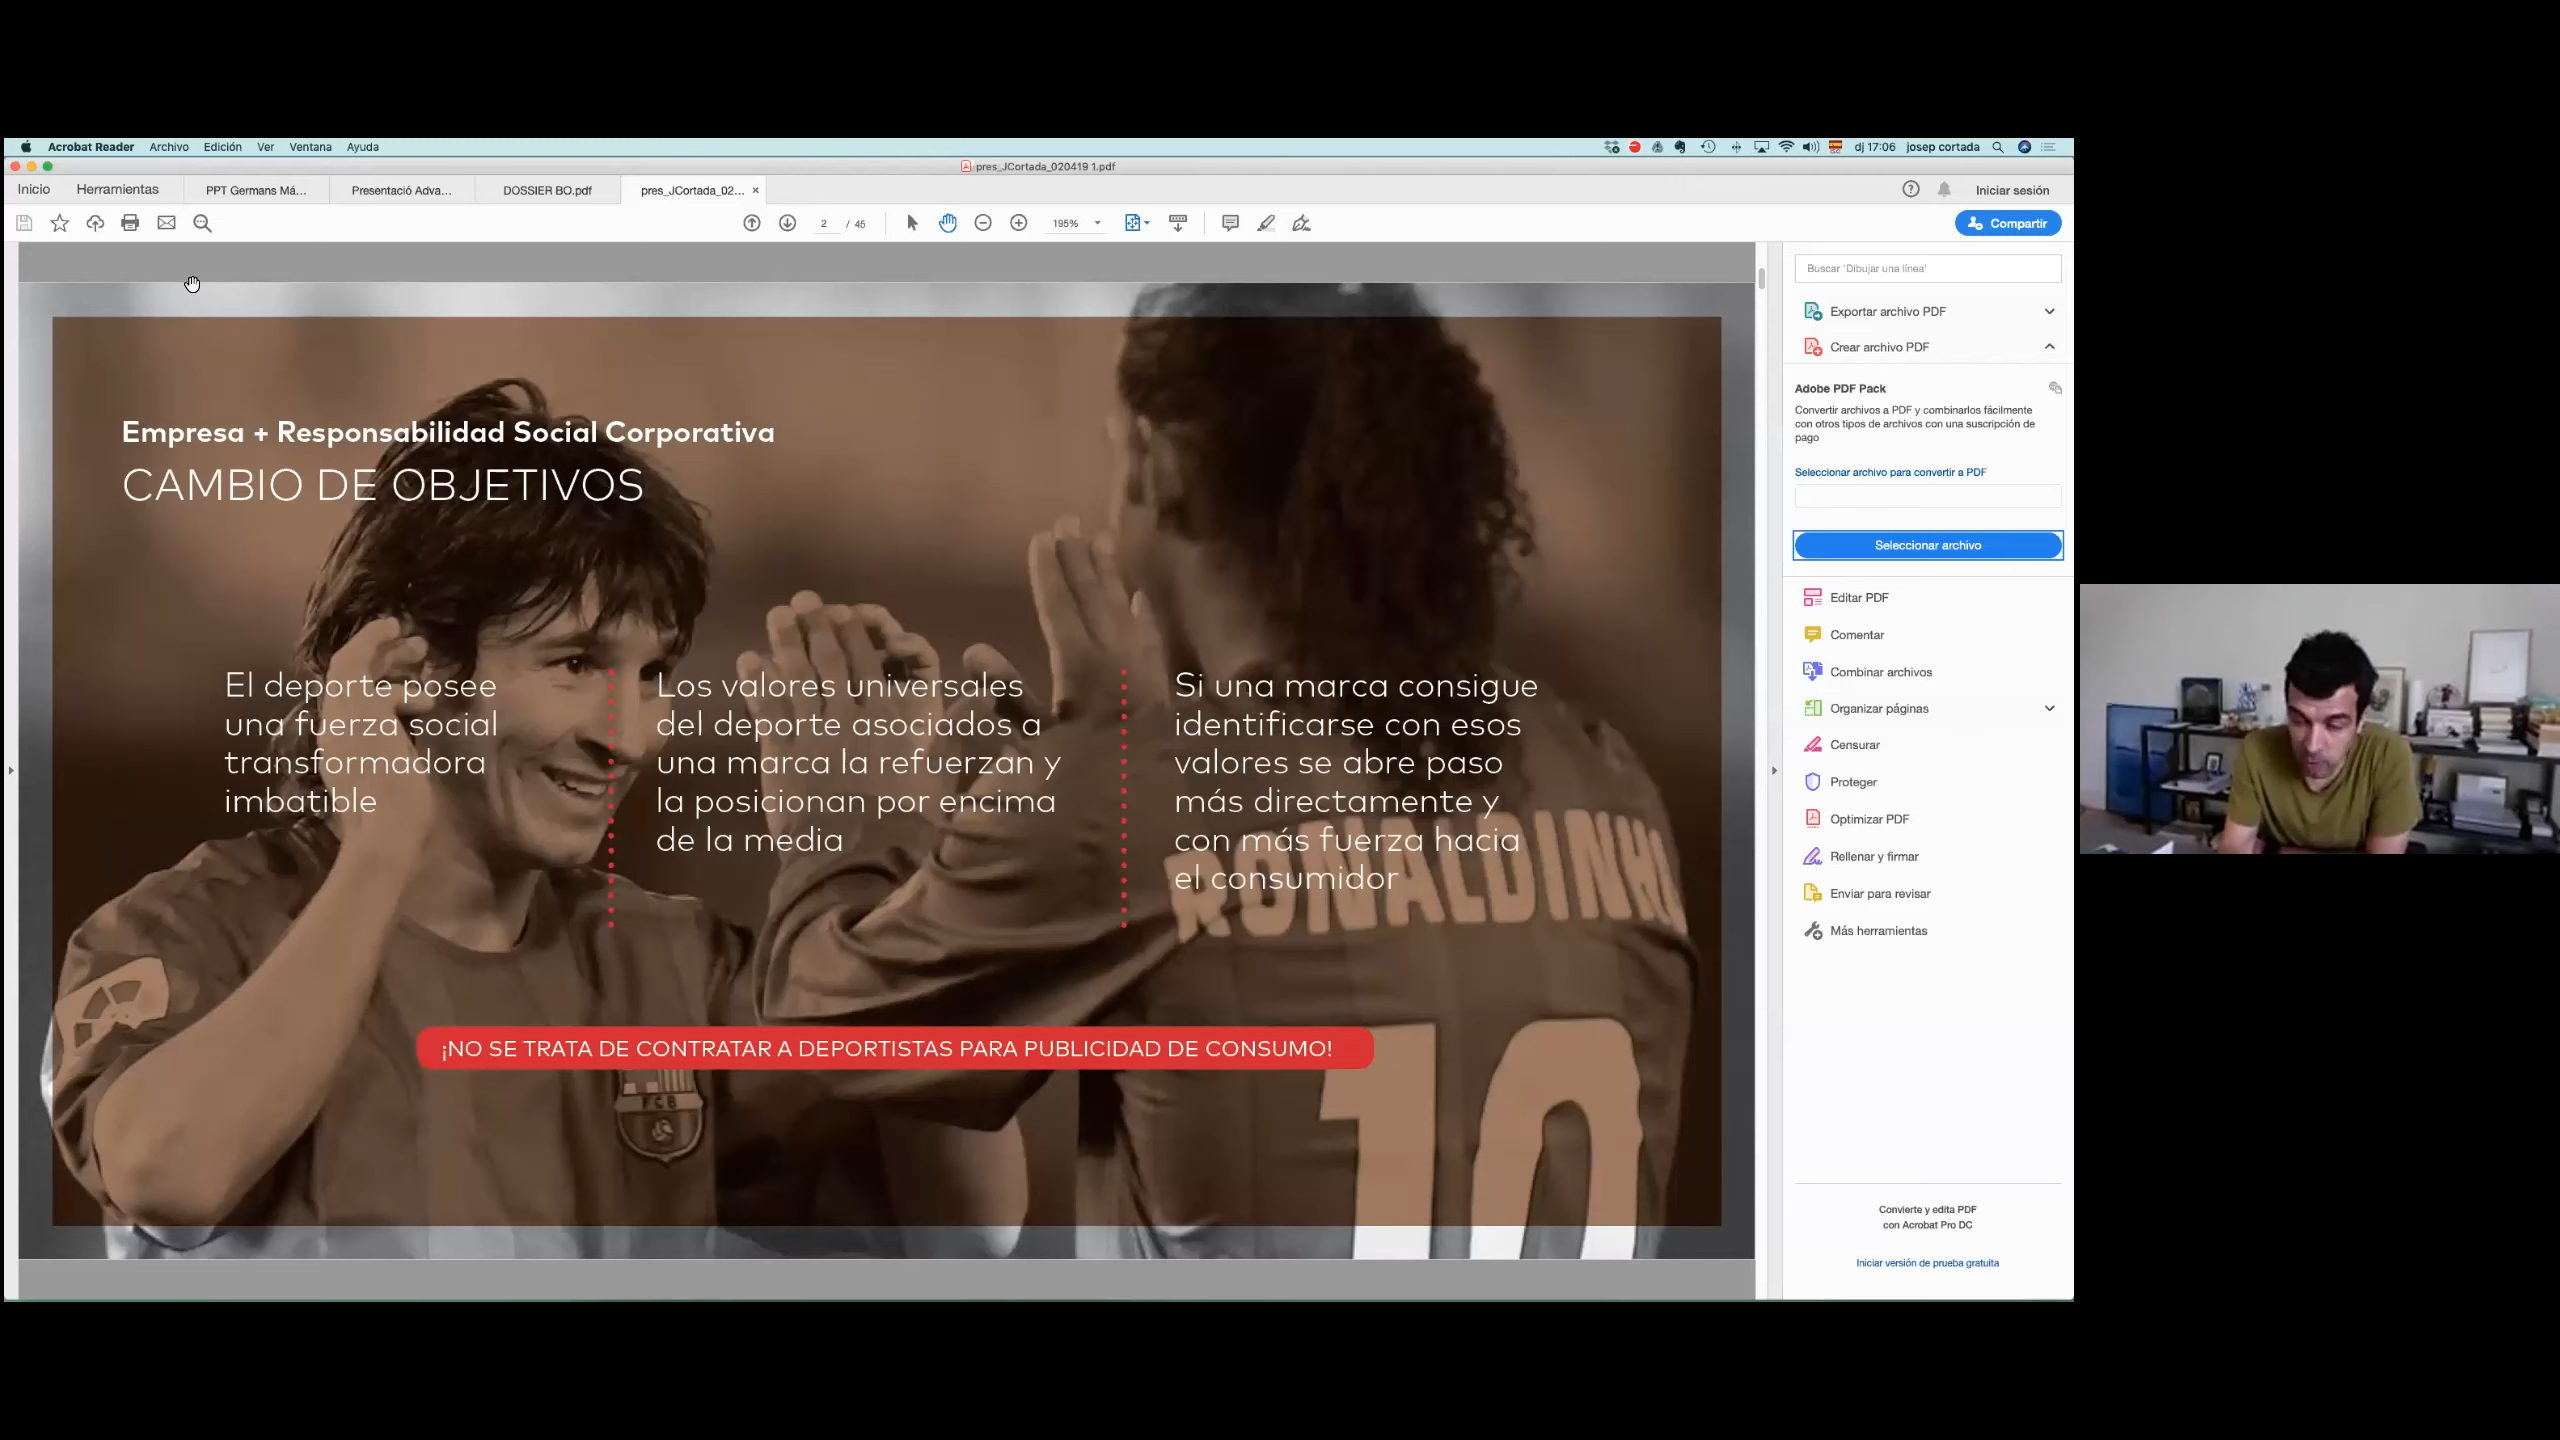 Acrobat Reader Archivo Edición Ver Ventana Ayuda
dj 17:06 josep cortada
pres_JCortada_020419 1.pdf
Inicio Herramientas PPT Germans Má... Presentació Adva... DOSSIER BO.pdf pres_JCortada_02... × Iniciar sesión
2 / 45 195% Compartir
Empresa + Responsabilidad Social Corporativa
CAMBIO DE OBJETIVOS
El deporte posee
una fuerza social
transformadora
imbatible
Los valores universales
del deporte asociados a
una marca la refuerzan y
la posicionan por encima
de la media
Si una marca consigue
identificarse con esos
valores se abre paso
más directamente y
con más fuerza hacia
el consumidor
¡NO SE TRATA DE CONTRATAR A DEPORTISTAS PARA PUBLICIDAD DE CONSUMO!
RONALDINH
10
FCB
Buscar 'Dibujar una línea'
Exportar archivo PDF
Crear archivo PDF
Adobe PDF Pack
Convertir archivos a PDF y combinarlos fácilmente
con otros tipos de archivos con una suscripción de
pago
Seleccionar archivo para convertir a PDF
Seleccionar archivo
Editar PDF
Comentar
Combinar archivos
Organizar páginas
Censurar
Proteger
Optimizar PDF
Rellenar y firmar
Enviar para revisar
Más herramientas
Convierte y edita PDF
con Acrobat Pro DC
Iniciar versión de prueba gratuita